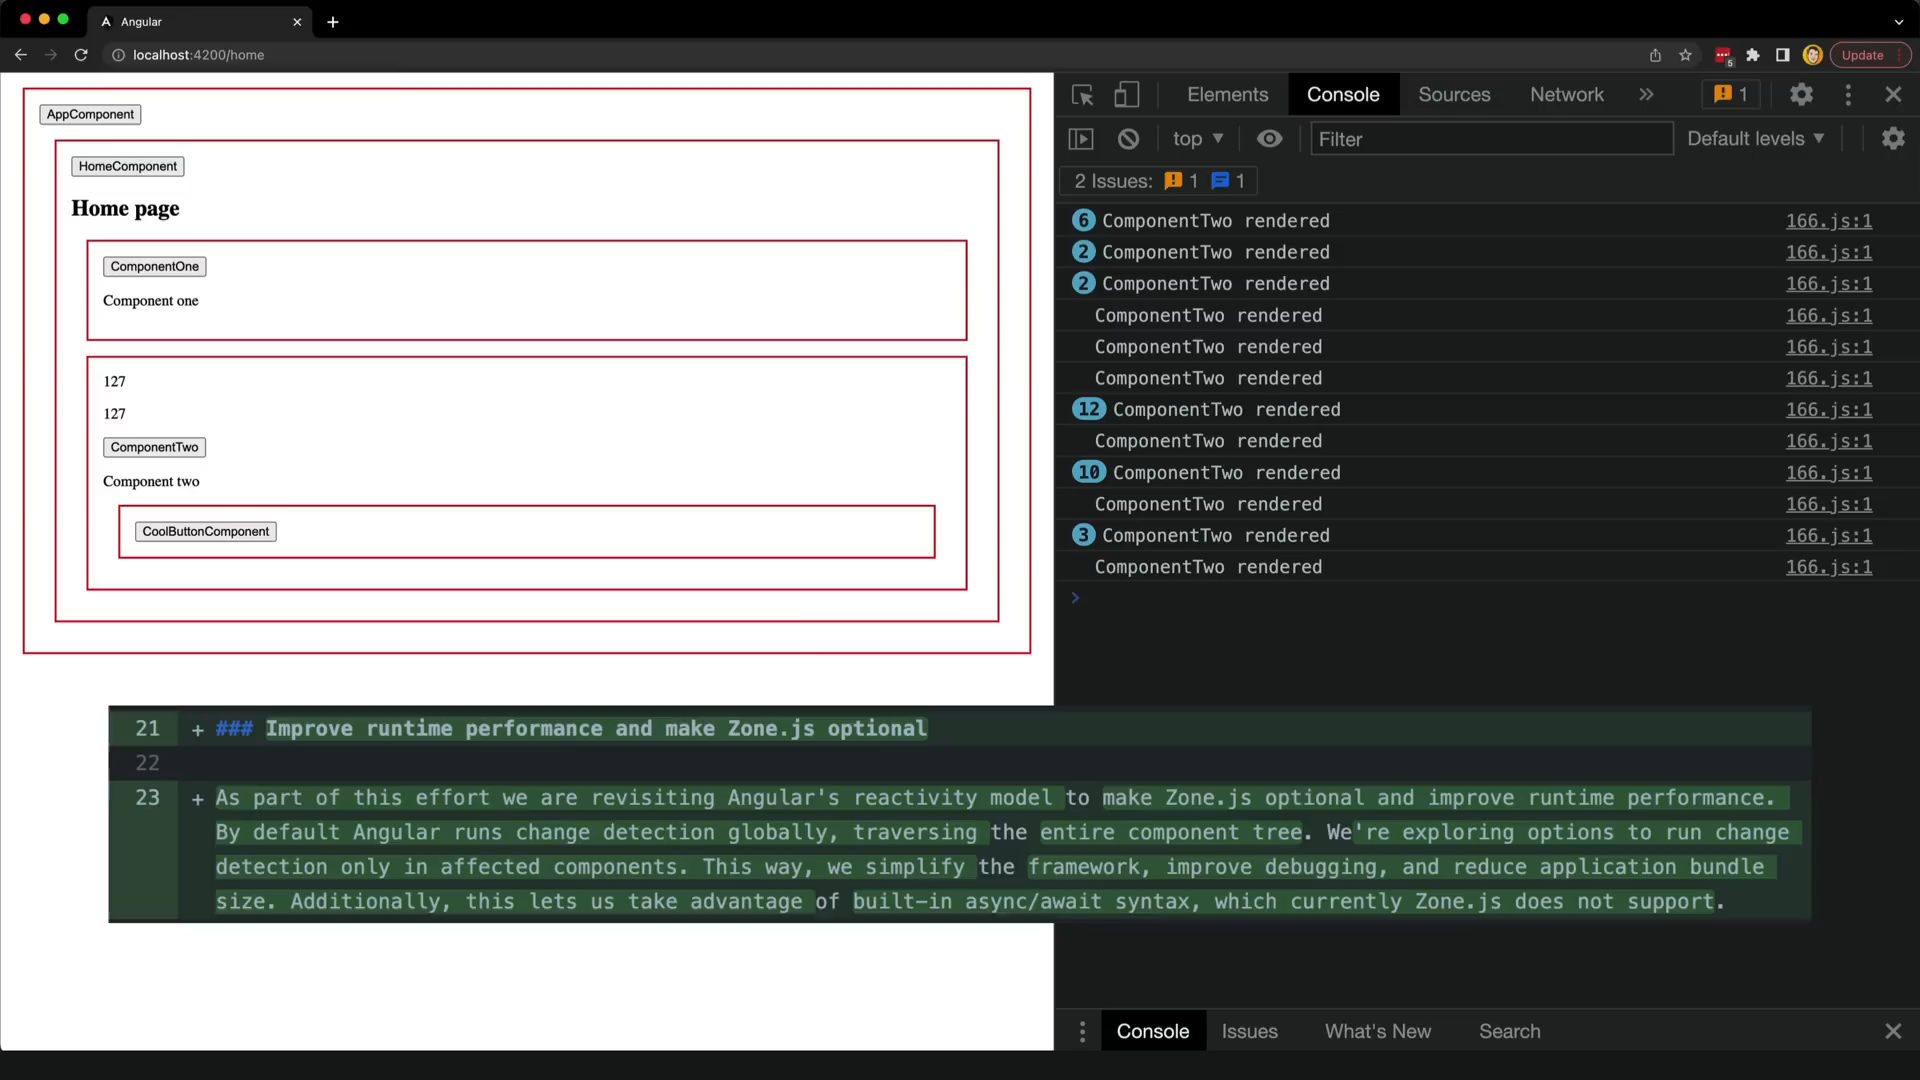 Angular
localhost:4200/home
5
Update
AppComponent
HomeComponent
Home page
ComponentOne
Component one
127
127
ComponentTwo
Component two
CoolButtonComponent
Elements Console Sources Network 1
top Filter Default levels
2 Issues: 1 1
6 ComponentTwo rendered 166.js:1
2 ComponentTwo rendered 166.js:1
2 ComponentTwo rendered 166.js:1
ComponentTwo rendered 166.js:1
ComponentTwo rendered 166.js:1
ComponentTwo rendered 166.js:1
12 ComponentTwo rendered 166.js:1
ComponentTwo rendered 166.js:1
10 ComponentTwo rendered 166.js:1
ComponentTwo rendered 166.js:1
3 ComponentTwo rendered 166.js:1
ComponentTwo rendered 166.js:1
21 + ### Improve runtime performance and make Zone.js optional
22
23 + As part of this effort we are revisiting Angular's reactivity model to make Zone.js optional and improve runtime performance.
By default Angular runs change detection globally, traversing the entire component tree. We're exploring options to run change
detection only in affected components. This way, we simplify the framework, improve debugging, and reduce application bundle
size. Additionally, this lets us take advantage of built-in async/await syntax, which currently Zone.js does not support.
Console Issues What's New Search